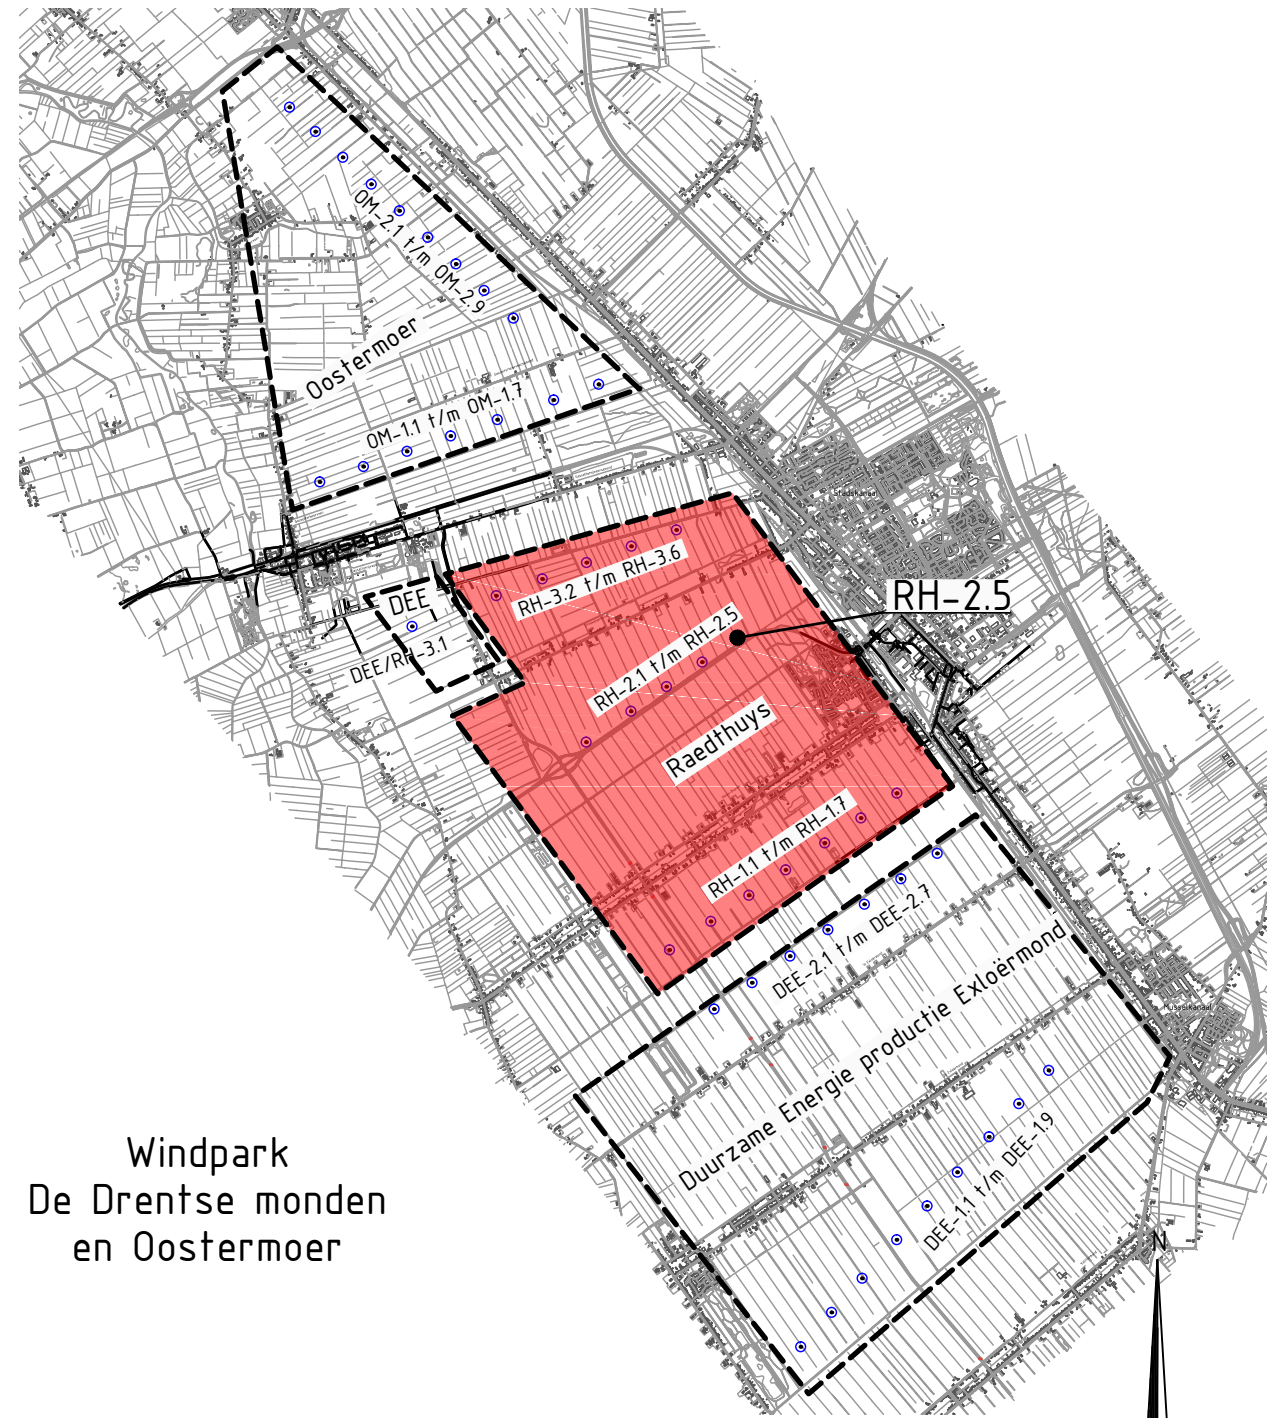 OM-2.1 t/m OM-2.9
Oostermoer
OM-1.1 t/m OM-1.7
Stadskanaal
RH-3.2 t/m RH-3.6
DEE
RH-2.5
DEE/RH-3.1
RH-2.1 t/m RH-2.5
Raedthuys
RH-1.1 t/m RH-1.7
DEE-2.1 t/m DEE-2.7
Musselkanaal
Duurzame Energie productie Exloërmond
DEE-1.1 t/m DEE-1.9
Windpark
De Drentse monden
en Oostermoer
N